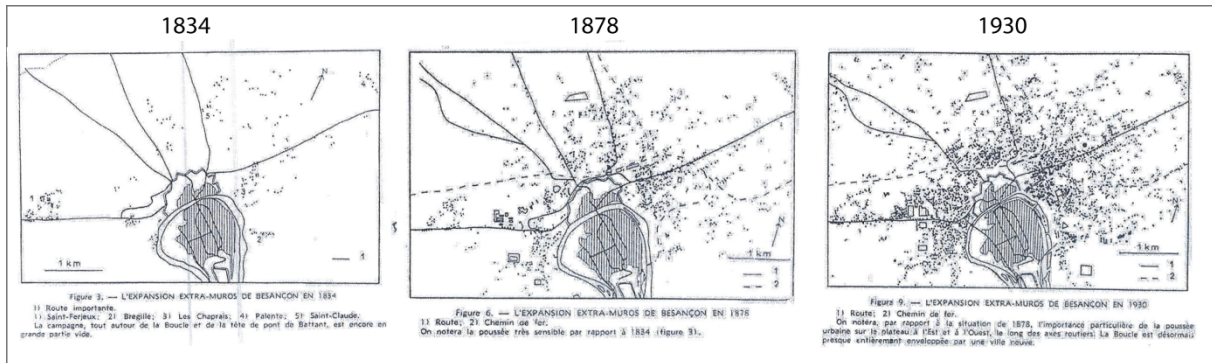 1834
N
5
4
3
1
2
1 km
1
Figure 3. — L'EXPANSION EXTRA-MUROS DE BESANÇON EN 1834
1) Route importante.
1) Saint-Ferjeux; 2) Bregille; 3) Les Chaprais; 4) Palente; 5) Saint-Claude.
La campagne, tout autour de la Boucle et de la tête de pont de Battant, est encore en
grande partie vide.
1878
N
1 km
1
2
Figure 6. — L'EXPANSION EXTRA-MUROS DE BESANÇON EN 1878
1) Route; 2) Chemin de fer.
On notera la poussée très sensible par rapport à 1834 (figure 3).
1930
N
1 km
1
2
Figure 9. — L'EXPANSION EXTRA-MUROS DE BESANÇON EN 1930
1) Route; 2) Chemin de fer.
On notera, par rapport à la situation de 1878, l'importance particulière de la poussée
urbaine sur le plateau à l'Est et à l'Ouest, le long des axes routiers. La Boucle est désormais
presque entièrement enveloppée par une ville neuve.